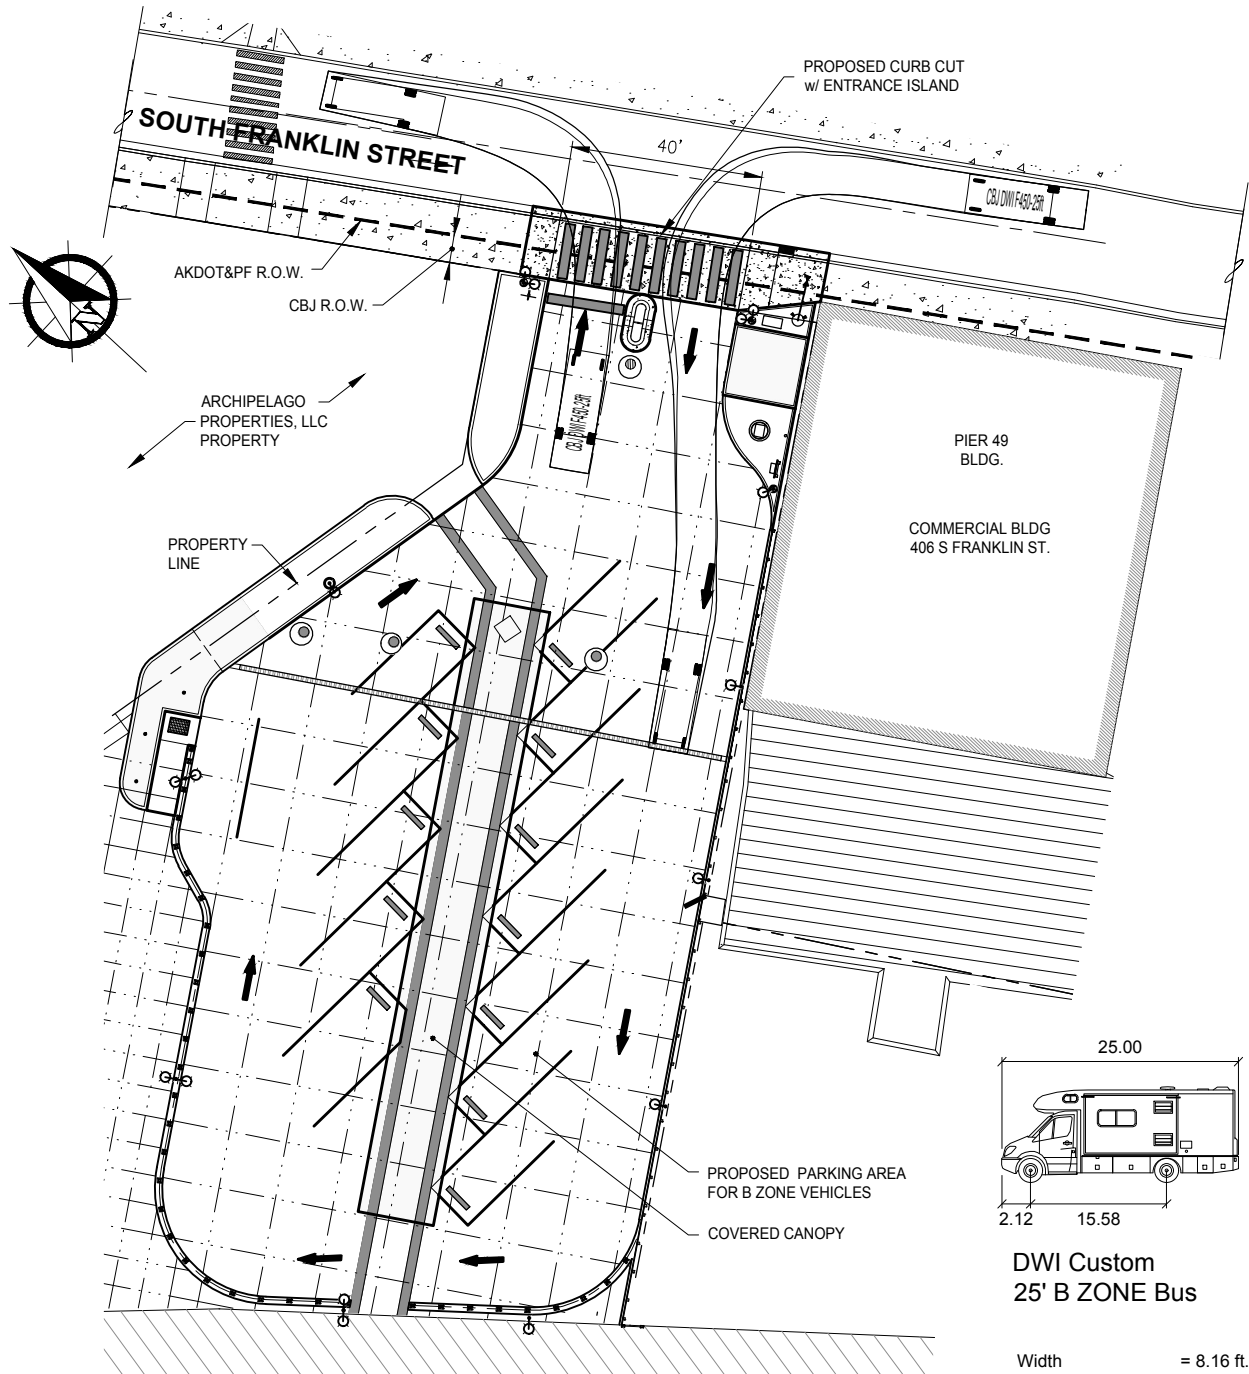 PROPOSED CURB CUT
w/ ENTRANCE ISLAND
SOUTH FRANKLIN STREET
40'
CBJ DWI F450-25ft
AKDOT&PF R.O.W.
CBJ R.O.W.
N
ARCHIPELAGO
PROPERTIES, LLC
PROPERTY
CBJ DWI F450-25ft
PIER 49
BLDG.
COMMERCIAL BLDG
406 S FRANKLIN ST.
PROPERTY
LINE
25.00
2.12
15.58
PROPOSED PARKING AREA
FOR B ZONE VEHICLES
COVERED CANOPY
DWI Custom
25' B ZONE Bus
Width = 8.16 ft.